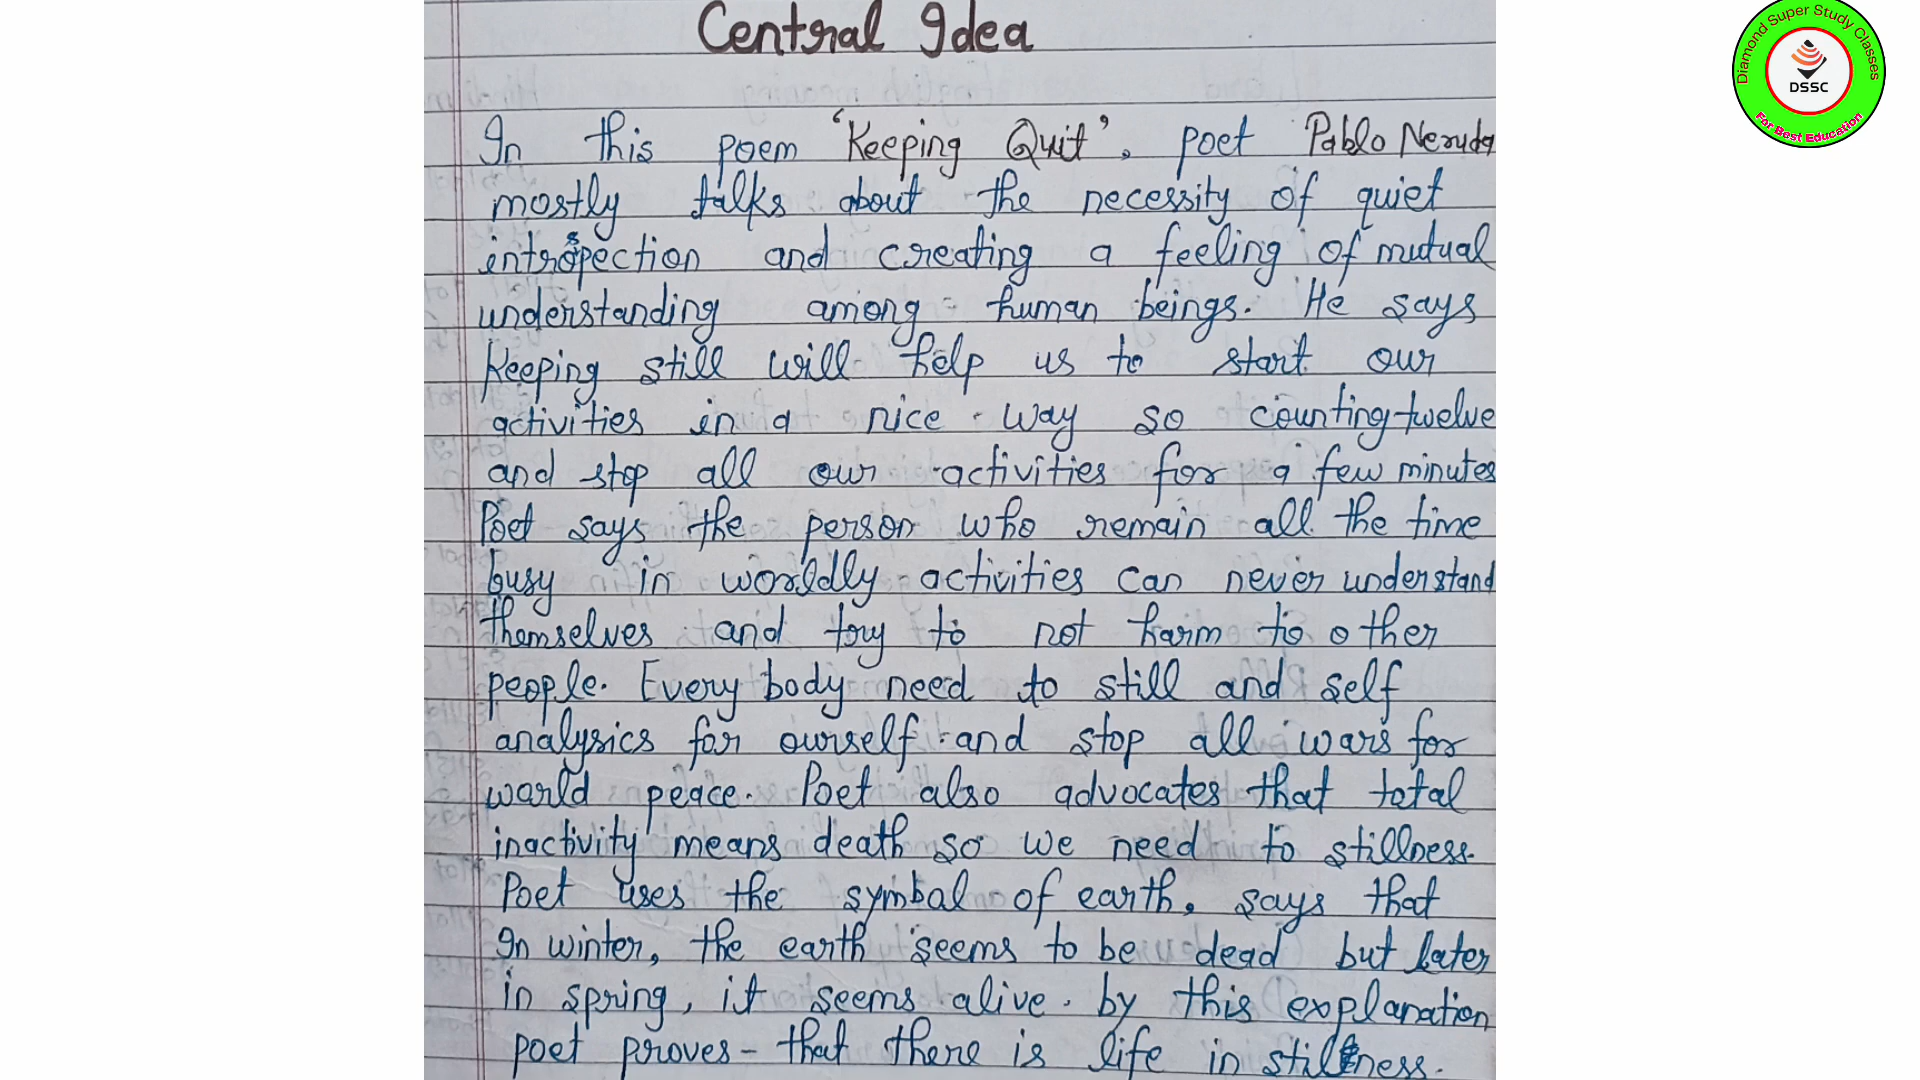 Central Idea
Diamond Super Study Classes
DSSC
For Best Education
In this poem 'Keeping Quit', poet Pablo Neruda
mostly talks about the necessity of quiet
introspection and creating a feeling of mutual
understanding among human beings. He says
keeping still will help us to start our
activities in a nice way so counting twelve
and stop all our activities for a few minutes
Poet says the person who remain all the time
busy in worldly activities can never understand
themselves and try to not harm to other
people. Every body need to still and self
analysics for ourself and stop all wars for
world peace. Poet also advocates that total
inactivity means death so we need to stillness.
Poet uses the symbal of earth, says that
In winter, the earth seems to be dead but later
in spring, it seems alive. by this explanation
poet proves - that there is life in stillness.